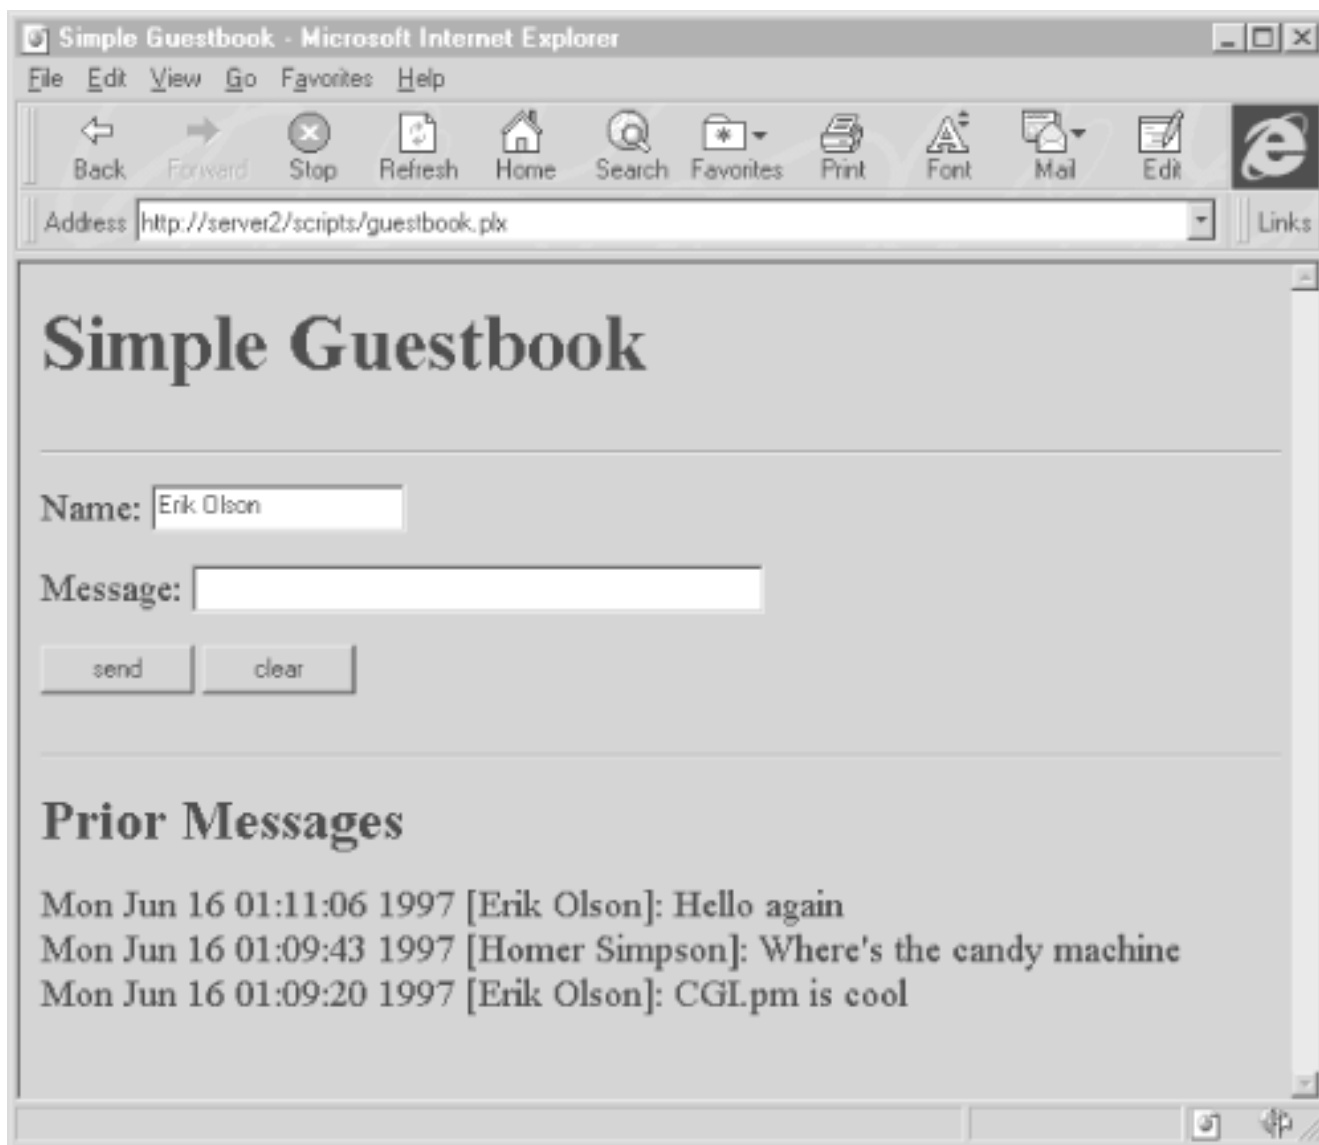 Simple Guestbook - Microsoft Internet Explorer
File Edit View Go Favorites Help
Back Forward Stop Refresh Home Search Favorites Print Font Mail Edit
Address http://server2/scripts/guestbook.plx Links
Simple Guestbook
Name: Erik Olson
Message:
send clear
Prior Messages
Mon Jun 16 01:11:06 1997 [Erik Olson]: Hello again
Mon Jun 16 01:09:43 1997 [Homer Simpson]: Where's the candy machine
Mon Jun 16 01:09:20 1997 [Erik Olson]: CGI.pm is cool